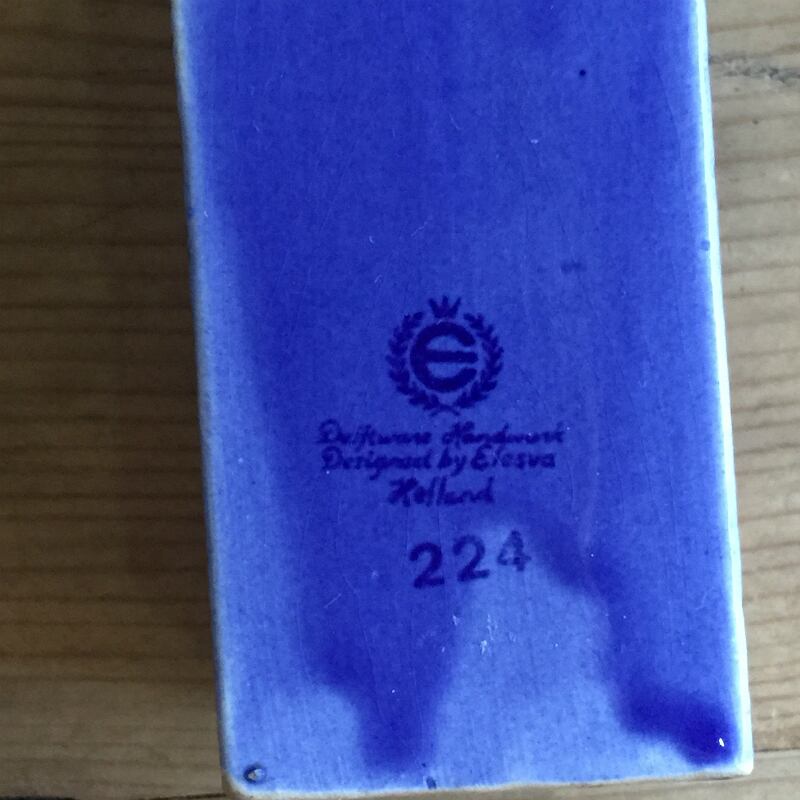 E
Delftware Handwork
Designed by Elesva
Holland
224